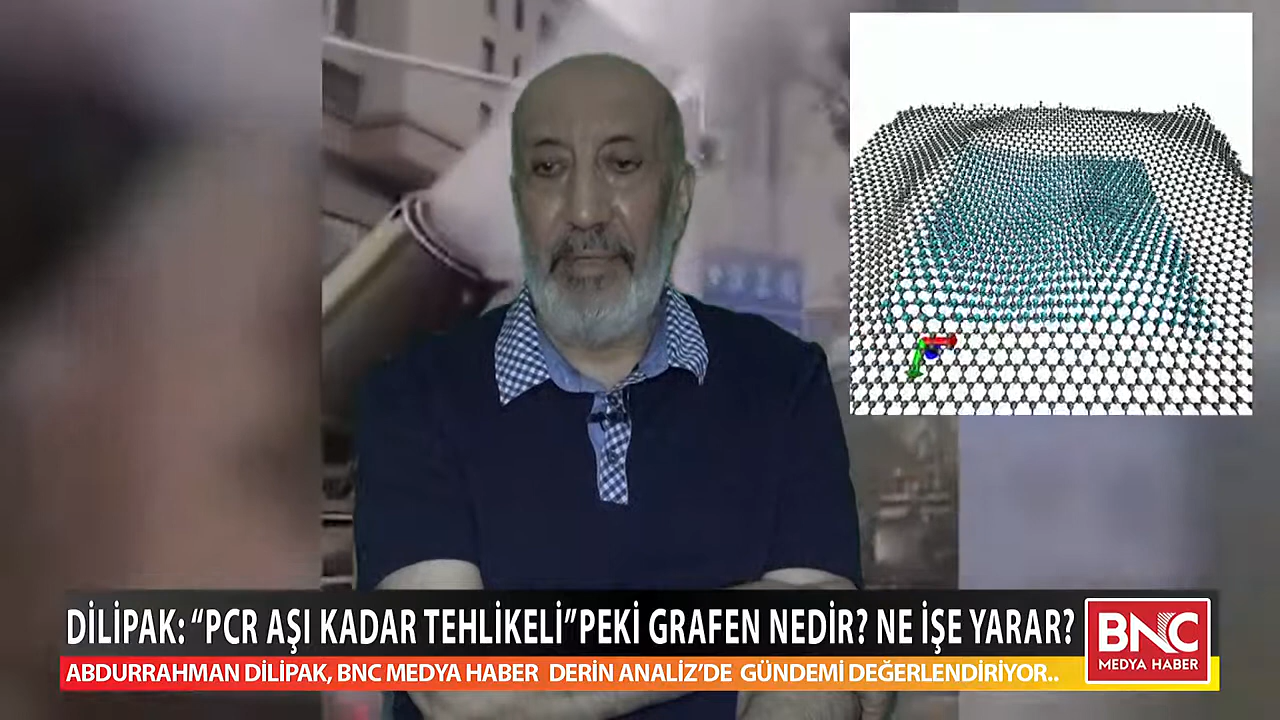 DİLİPAK: “PCR AŞI KADAR TEHLİKELİ”PEKİ GRAFEN NEDİR? NE İŞE YARAR?
ABDURRAHMAN DİLİPAK, BNC MEDYA HABER DERİN ANALİZ’DE GÜNDEMİ DEĞERLENDİRİYOR..
BNC
MEDYA HABER